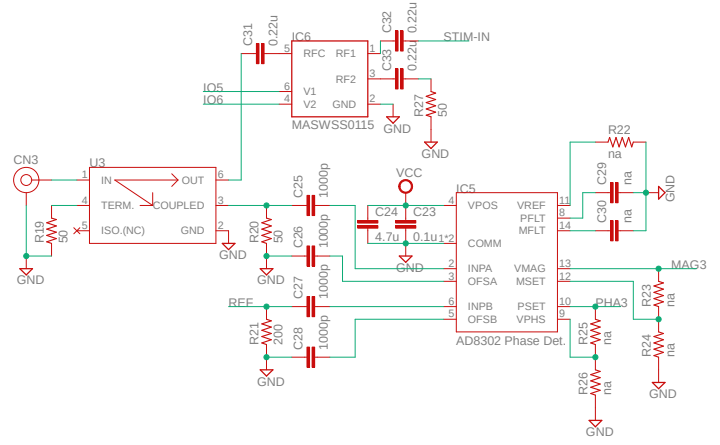 C31
0.22u
IC6
5
RFC
RF1
1
C32
0.22u
STIM-IN
C33
0.22u
RF2
3
IO5
6
V1
IO6
4
V2
GND
2
R27
50
GND
MASWSS0115
GND
R22
na
CN3
U3
1
IN
OUT
6
4
TERM.
COUPLED
3
5
ISO.(NC)
GND
2
R19
50
GND
GND
C25
1000p
R20
50
C26
1000p
GND
VCC
C24
4.7u
C23
0.1u
GND
IC5
4
VPOS
VREF
11
PFLT
8
MFLT
14
1*2
COMM
2
INPA
VMAG
13
3
OFSA
MSET
12
6
INPB
PSET
10
5
OFSB
VPHS
9
AD8302 Phase Det.
C29
na
C30
na
GND
MAG3
R23
na
PHA3
R25
na
R24
na
GND
R26
na
GND
REF
C27
1000p
R21
200
C28
1000p
GND